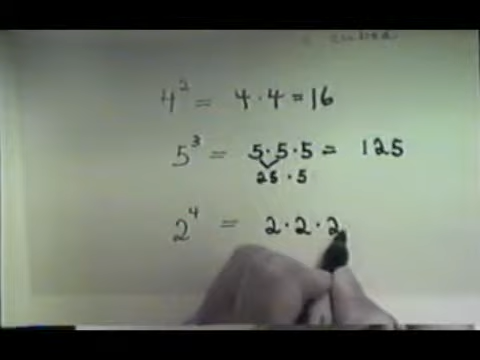 4² = 4 · 4 = 16
5³ = 5 · 5 · 5 = 125
25 · 5
2⁴ = 2 · 2 · 2